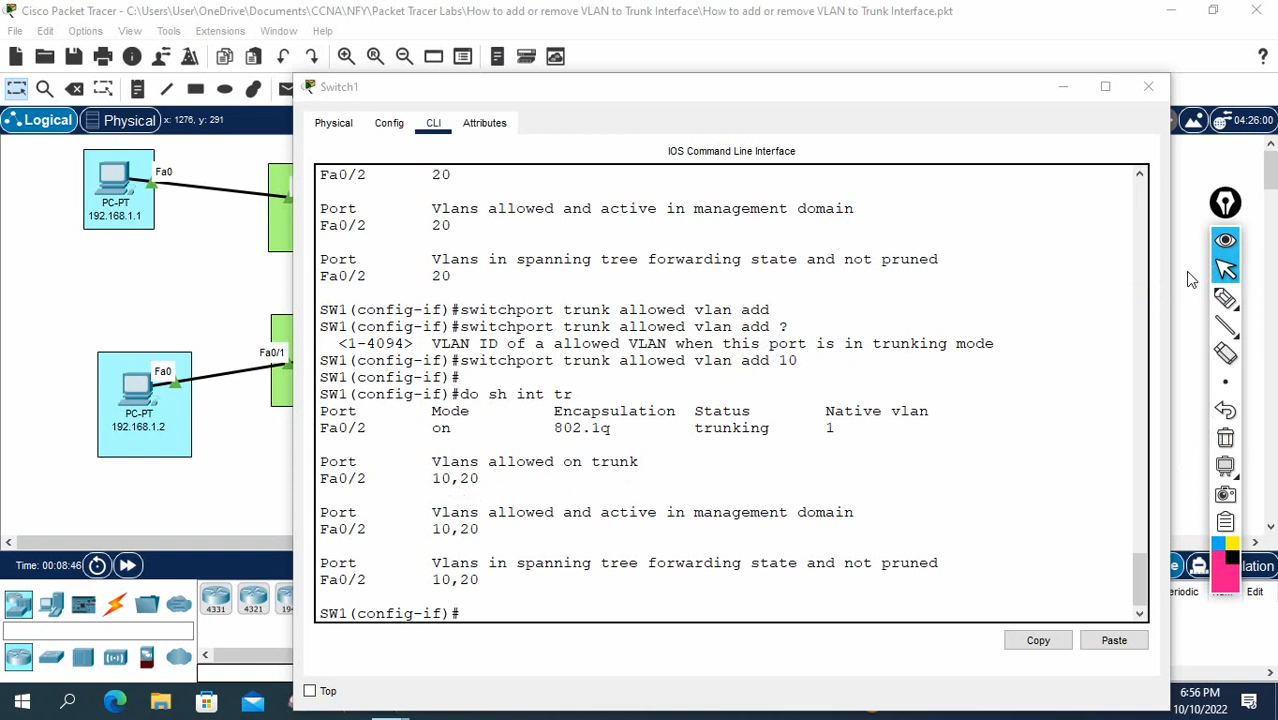 Cisco Packet Tracer - C:\Users\User\OneDrive\Documents\CCNA\NFY\Packet Tracer Labs\How to add or remove VLAN to Trunk Interface\How to add or remove VLAN to Trunk Interface.pkt
File Edit Options View Tools Extensions Window Help
Switch1
Logical Physical x: 1276, y: 291
04:26:00
Physical Config CLI Attributes
IOS Command Line Interface
Fa0/2 20
Port Vlans allowed and active in management domain
Fa0/2 20
Port Vlans in spanning tree forwarding state and not pruned
Fa0/2 20
SW1(config-if)#switchport trunk allowed vlan add
SW1(config-if)#switchport trunk allowed vlan add ?
<1-4094> VLAN ID of a allowed VLAN when this port is in trunking mode
SW1(config-if)#switchport trunk allowed vlan add 10
SW1(config-if)#
SW1(config-if)#do sh int tr
Port Mode Encapsulation Status Native vlan
Fa0/2 on 802.1q trunking 1
Port Vlans allowed on trunk
Fa0/2 10,20
Port Vlans allowed and active in management domain
Fa0/2 10,20
Port Vlans in spanning tree forwarding state and not pruned
Fa0/2 10,20
SW1(config-if)#
Copy Paste
Top
Fa0
PC-PT
192.168.1.1
Fa0/1
Fa0
PC-PT
192.168.1.2
Time: 00:08:46
4331 4321
Edit
6:56 PM
10/10/2022